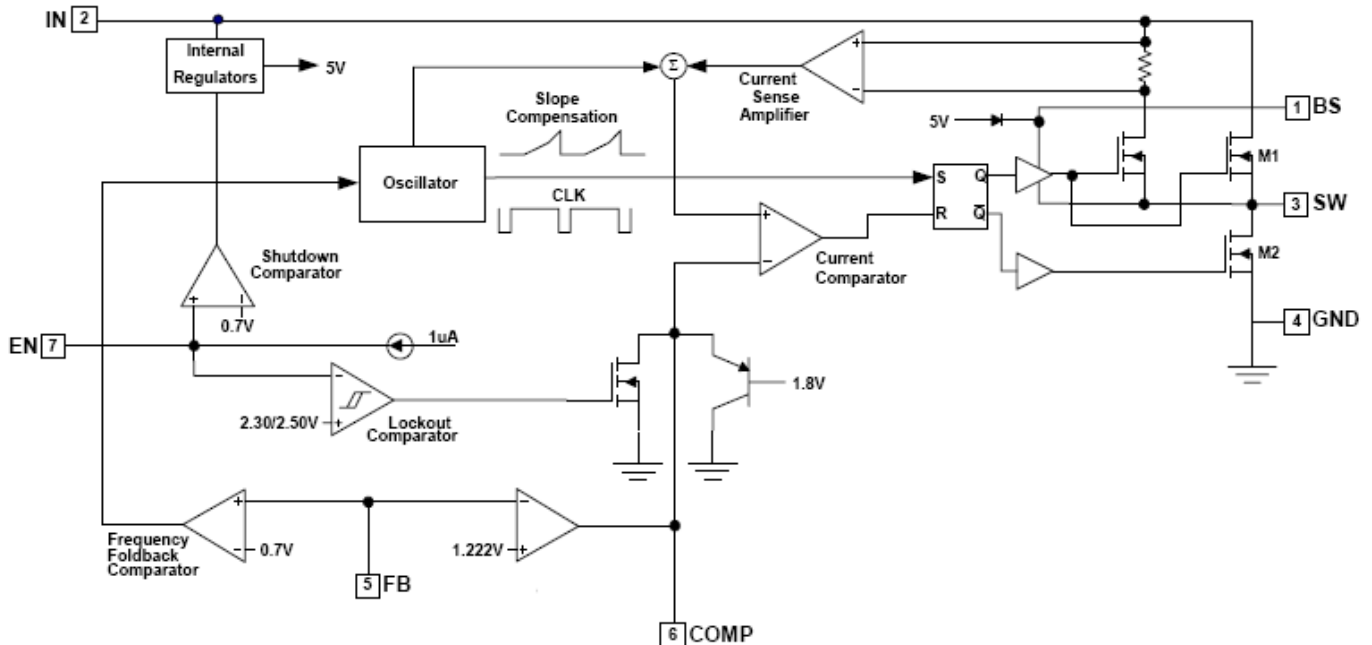 IN 2
Internal
Regulators
5V
Σ
+
−
Current
Sense
Amplifier
Slope
Compensation
5V
1 BS
Oscillator
CLK
S Q
R Q̅
M1
3 SW
+
−
Current
Comparator
M2
Shutdown
Comparator
+ −
0.7V
4 GND
EN 7
1uA
−
2.30/2.50V +
Lockout
Comparator
1.8V
+
− 0.7V
Frequency
Foldback
Comparator
−
1.222V +
5 FB
6 COMP